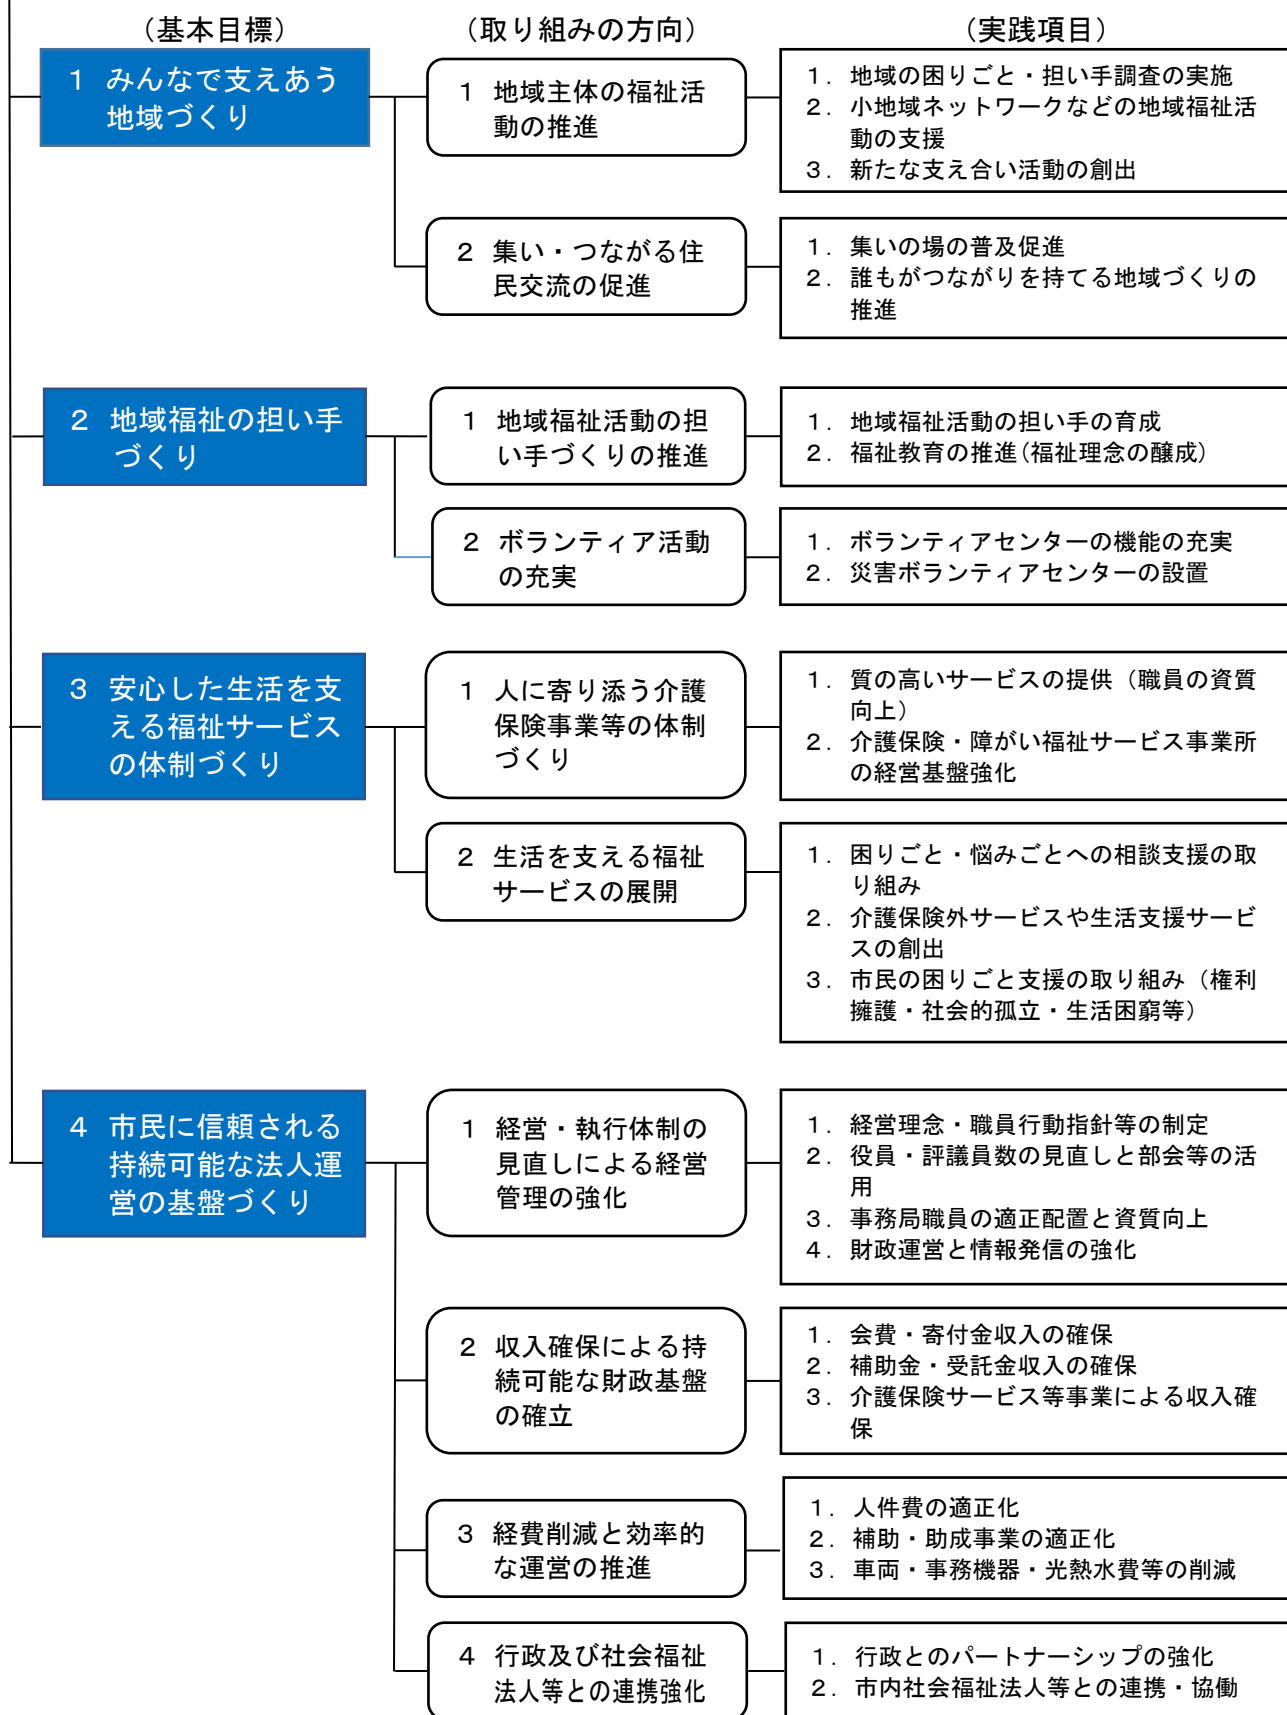 （基本目標）
（取り組みの方向）
（実践項目）
１ みんなで支えあう
地域づくり
１ 地域主体の福祉活
動の推進
１．地域の困りごと・担い手調査の実施
２．小地域ネットワークなどの地域福祉活
動の支援
３．新たな支え合い活動の創出
２ 集い・つながる住
民交流の促進
１．集いの場の普及促進
２．誰もがつながりを持てる地域づくりの
推進
２ 地域福祉の担い手
づくり
１ 地域福祉活動の担
い手づくりの推進
１．地域福祉活動の担い手の育成
２．福祉教育の推進(福祉理念の醸成)
２ ボランティア活動
の充実
１．ボランティアセンターの機能の充実
２．災害ボランティアセンターの設置
３ 安心した生活を支
える福祉サービス
の体制づくり
１ 人に寄り添う介護
保険事業等の体制
づくり
１．質の高いサービスの提供（職員の資質
向上）
２．介護保険・障がい福祉サービス事業所
の経営基盤強化
２ 生活を支える福祉
サービスの展開
１．困りごと・悩みごとへの相談支援の取
り組み
２．介護保険外サービスや生活支援サービ
スの創出
３．市民の困りごと支援の取り組み（権利
擁護・社会的孤立・生活困窮等）
４ 市民に信頼される
持続可能な法人運
営の基盤づくり
１ 経営・執行体制の
見直しによる経営
管理の強化
１．経営理念・職員行動指針等の制定
２．役員・評議員数の見直しと部会等の活
用
３．事務局職員の適正配置と資質向上
４．財政運営と情報発信の強化
２ 収入確保による持
続可能な財政基盤
の確立
１．会費・寄付金収入の確保
２．補助金・受託金収入の確保
３．介護保険サービス等事業による収入確
保
３ 経費削減と効率的
な運営の推進
１．人件費の適正化
２．補助・助成事業の適正化
３．車両・事務機器・光熱水費等の削減
４ 行政及び社会福祉
法人等との連携強化
１．行政とのパートナーシップの強化
２．市内社会福祉法人等との連携・協働